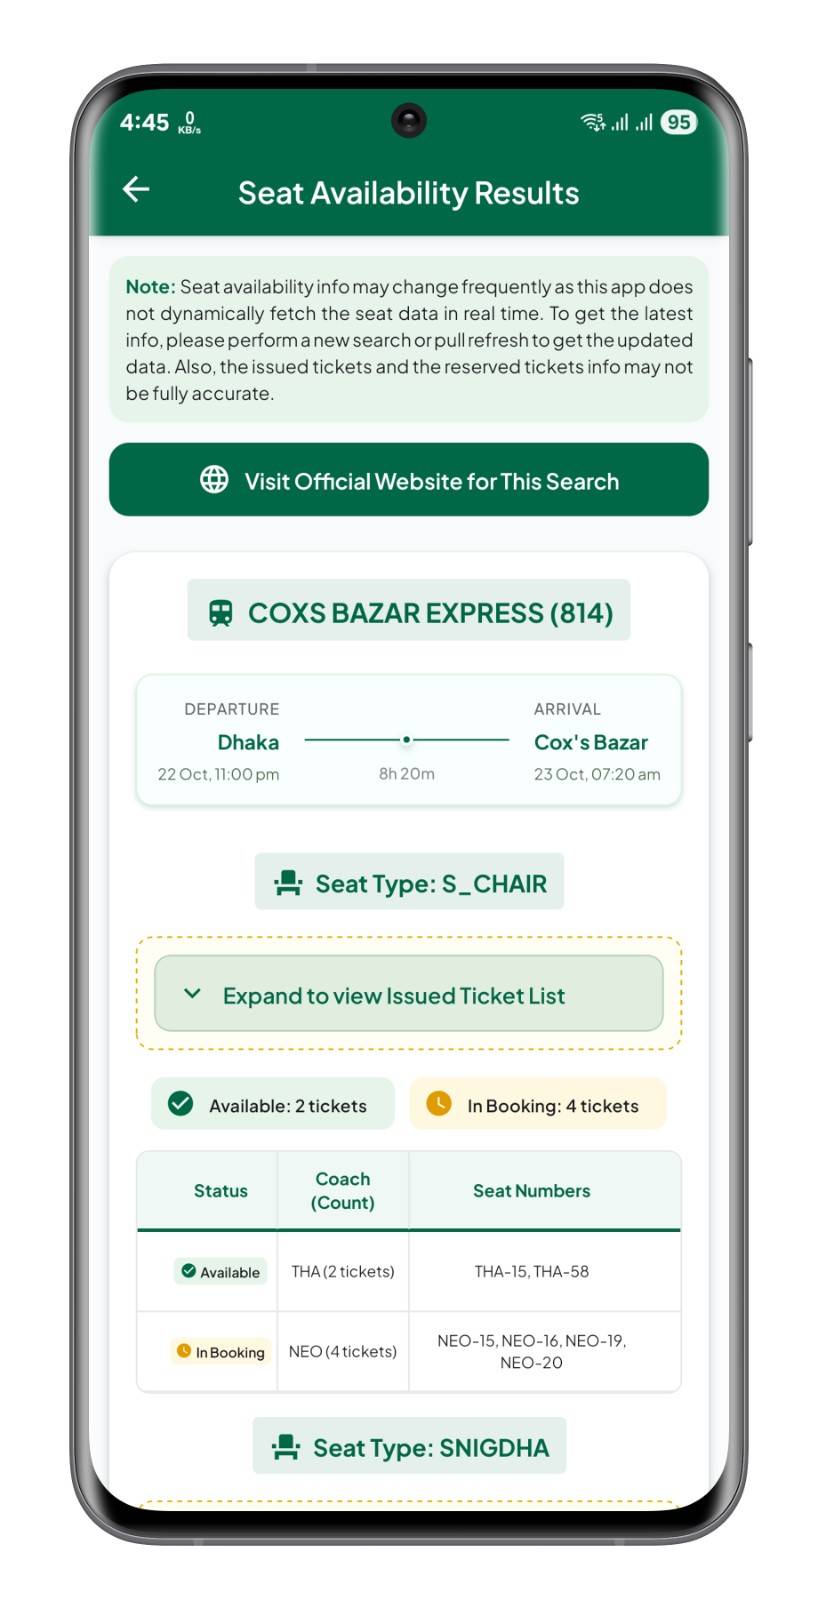 4:45 0 KB/s 5 95
Seat Availability Results
Note: Seat availability info may change frequently as this app does
not dynamically fetch the seat data in real time. To get the latest
info, please perform a new search or pull refresh to get the updated
data. Also, the issued tickets and the reserved tickets info may not
be fully accurate.
Visit Official Website for This Search
COXS BAZAR EXPRESS (814)
DEPARTURE
Dhaka
22 Oct, 11:00 pm
8h 20m
ARRIVAL
Cox's Bazar
23 Oct, 07:20 am
Seat Type: S_CHAIR
Expand to view Issued Ticket List
Available: 2 tickets
In Booking: 4 tickets
Status
Coach
(Count)
Seat Numbers
Available
THA (2 tickets)
THA-15, THA-58
In Booking
NEO (4 tickets)
NEO-15, NEO-16, NEO-19,
NEO-20
Seat Type: SNIGDHA